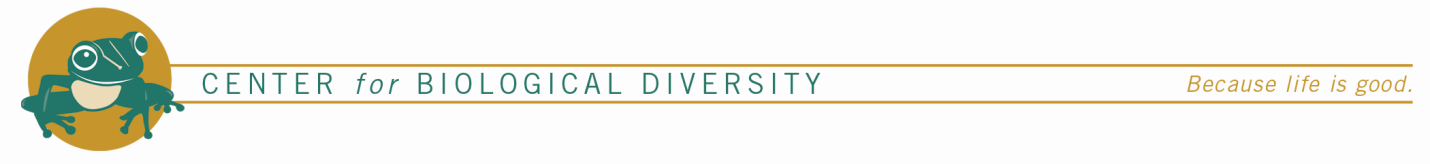 CENTER for BIOLOGICAL DIVERSITY Because life is good.